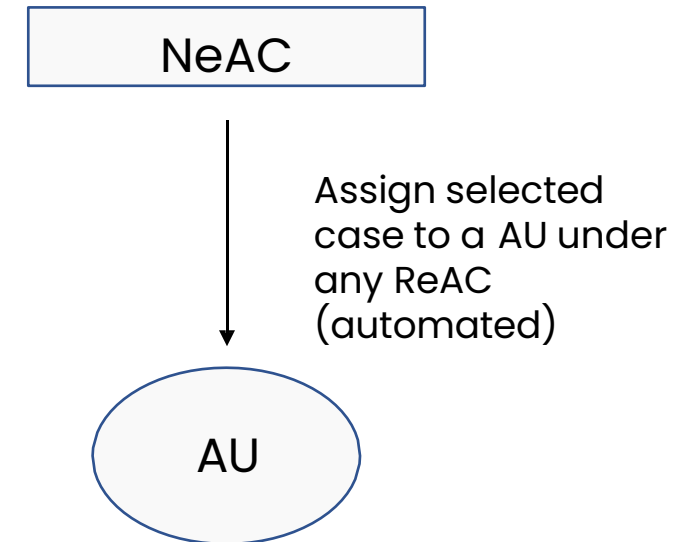 NeAC
Assign selected
case to a AU under
any ReAC
(automated)
AU